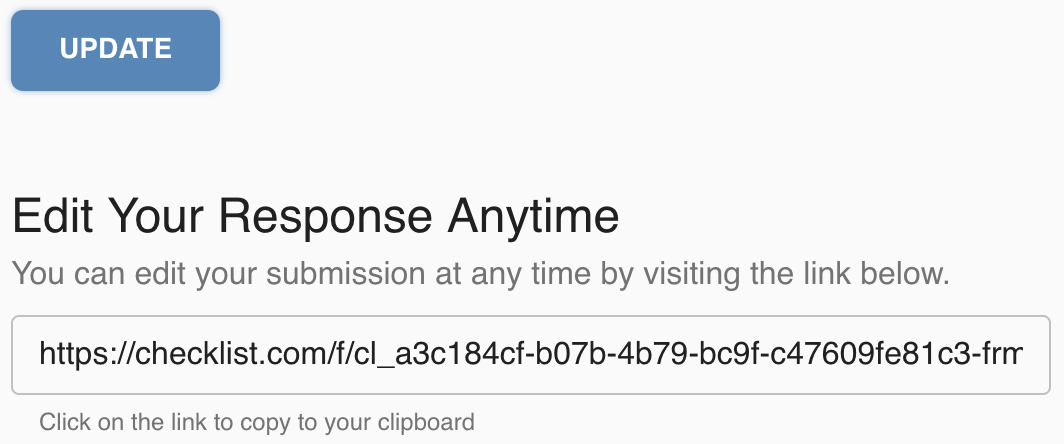 UPDATE
Edit Your Response Anytime
You can edit your submission at any time by visiting the link below.
https://checklist.com/f/cl_a3c184cf-b07b-4b79-bc9f-c47609fe81c3-frm
Click on the link to copy to your clipboard